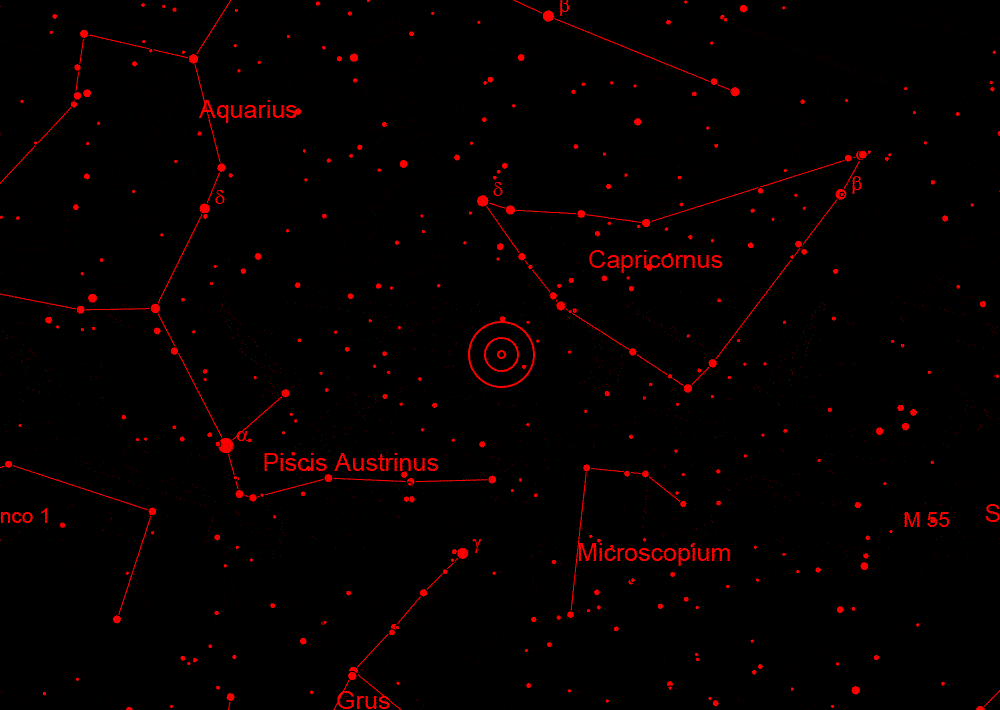 β
Aquarius
δ
δ
β
Capricornus
α
Piscis Austrinus
nco 1
M 55
S
γ
Microscopium
Grus